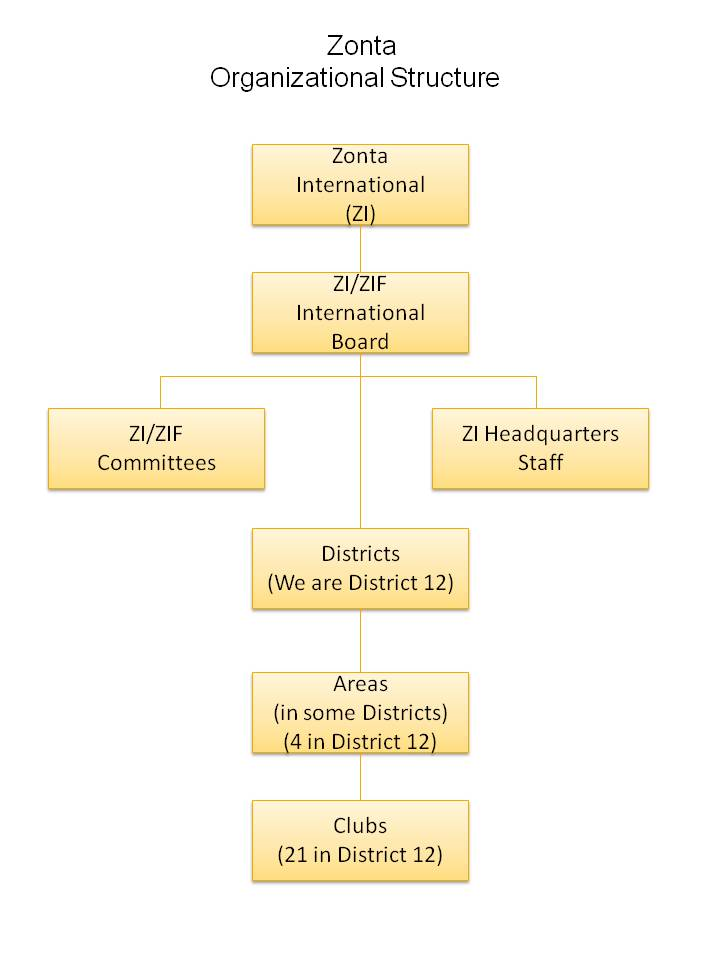 Zonta
Organizational Structure
Zonta
International
(ZI)
ZI/ZIF
International
Board
ZI/ZIF
Committees
ZI Headquarters
Staff
Districts
(We are District 12)
Areas
(in some Districts)
(4 in District 12)
Clubs
(21 in District 12)